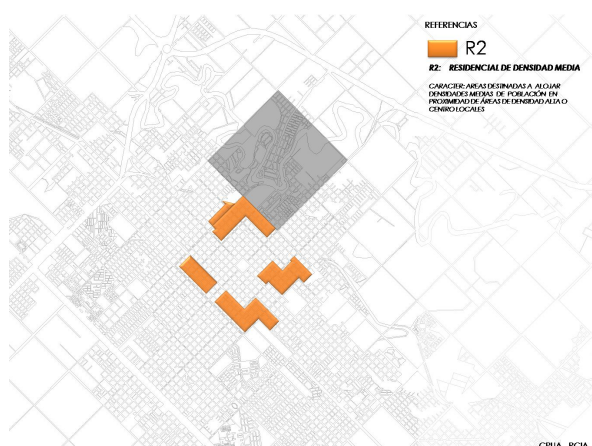 REFERENCIAS
R2
R2: RESIDENCIAL DE DENSIDAD MEDIA
CARACTER: AREAS DESTINADAS A ALOJAR
DENSIDADES MEDIAS DE POBLACIÓN EN
PROXIMIDAD DE ÁREAS DE DENSIDAD ALTA O
CENTRO LOCALES